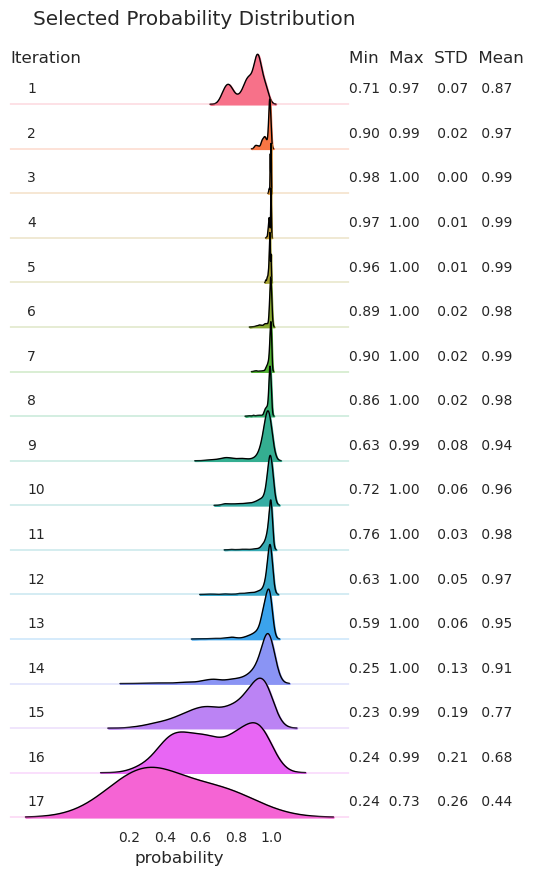 Selected Probability Distribution
Iteration Min Max STD Mean
1 0.71 0.97 0.07 0.87
2 0.90 0.99 0.02 0.97
3 0.98 1.00 0.00 0.99
4 0.97 1.00 0.01 0.99
5 0.96 1.00 0.01 0.99
6 0.89 1.00 0.02 0.98
7 0.90 1.00 0.02 0.99
8 0.86 1.00 0.02 0.98
9 0.63 0.99 0.08 0.94
10 0.72 1.00 0.06 0.96
11 0.76 1.00 0.03 0.98
12 0.63 1.00 0.05 0.97
13 0.59 1.00 0.06 0.95
14 0.25 1.00 0.13 0.91
15 0.23 0.99 0.19 0.77
16 0.24 0.99 0.21 0.68
17 0.24 0.73 0.26 0.44
0.2 0.4 0.6 0.8 1.0
probability